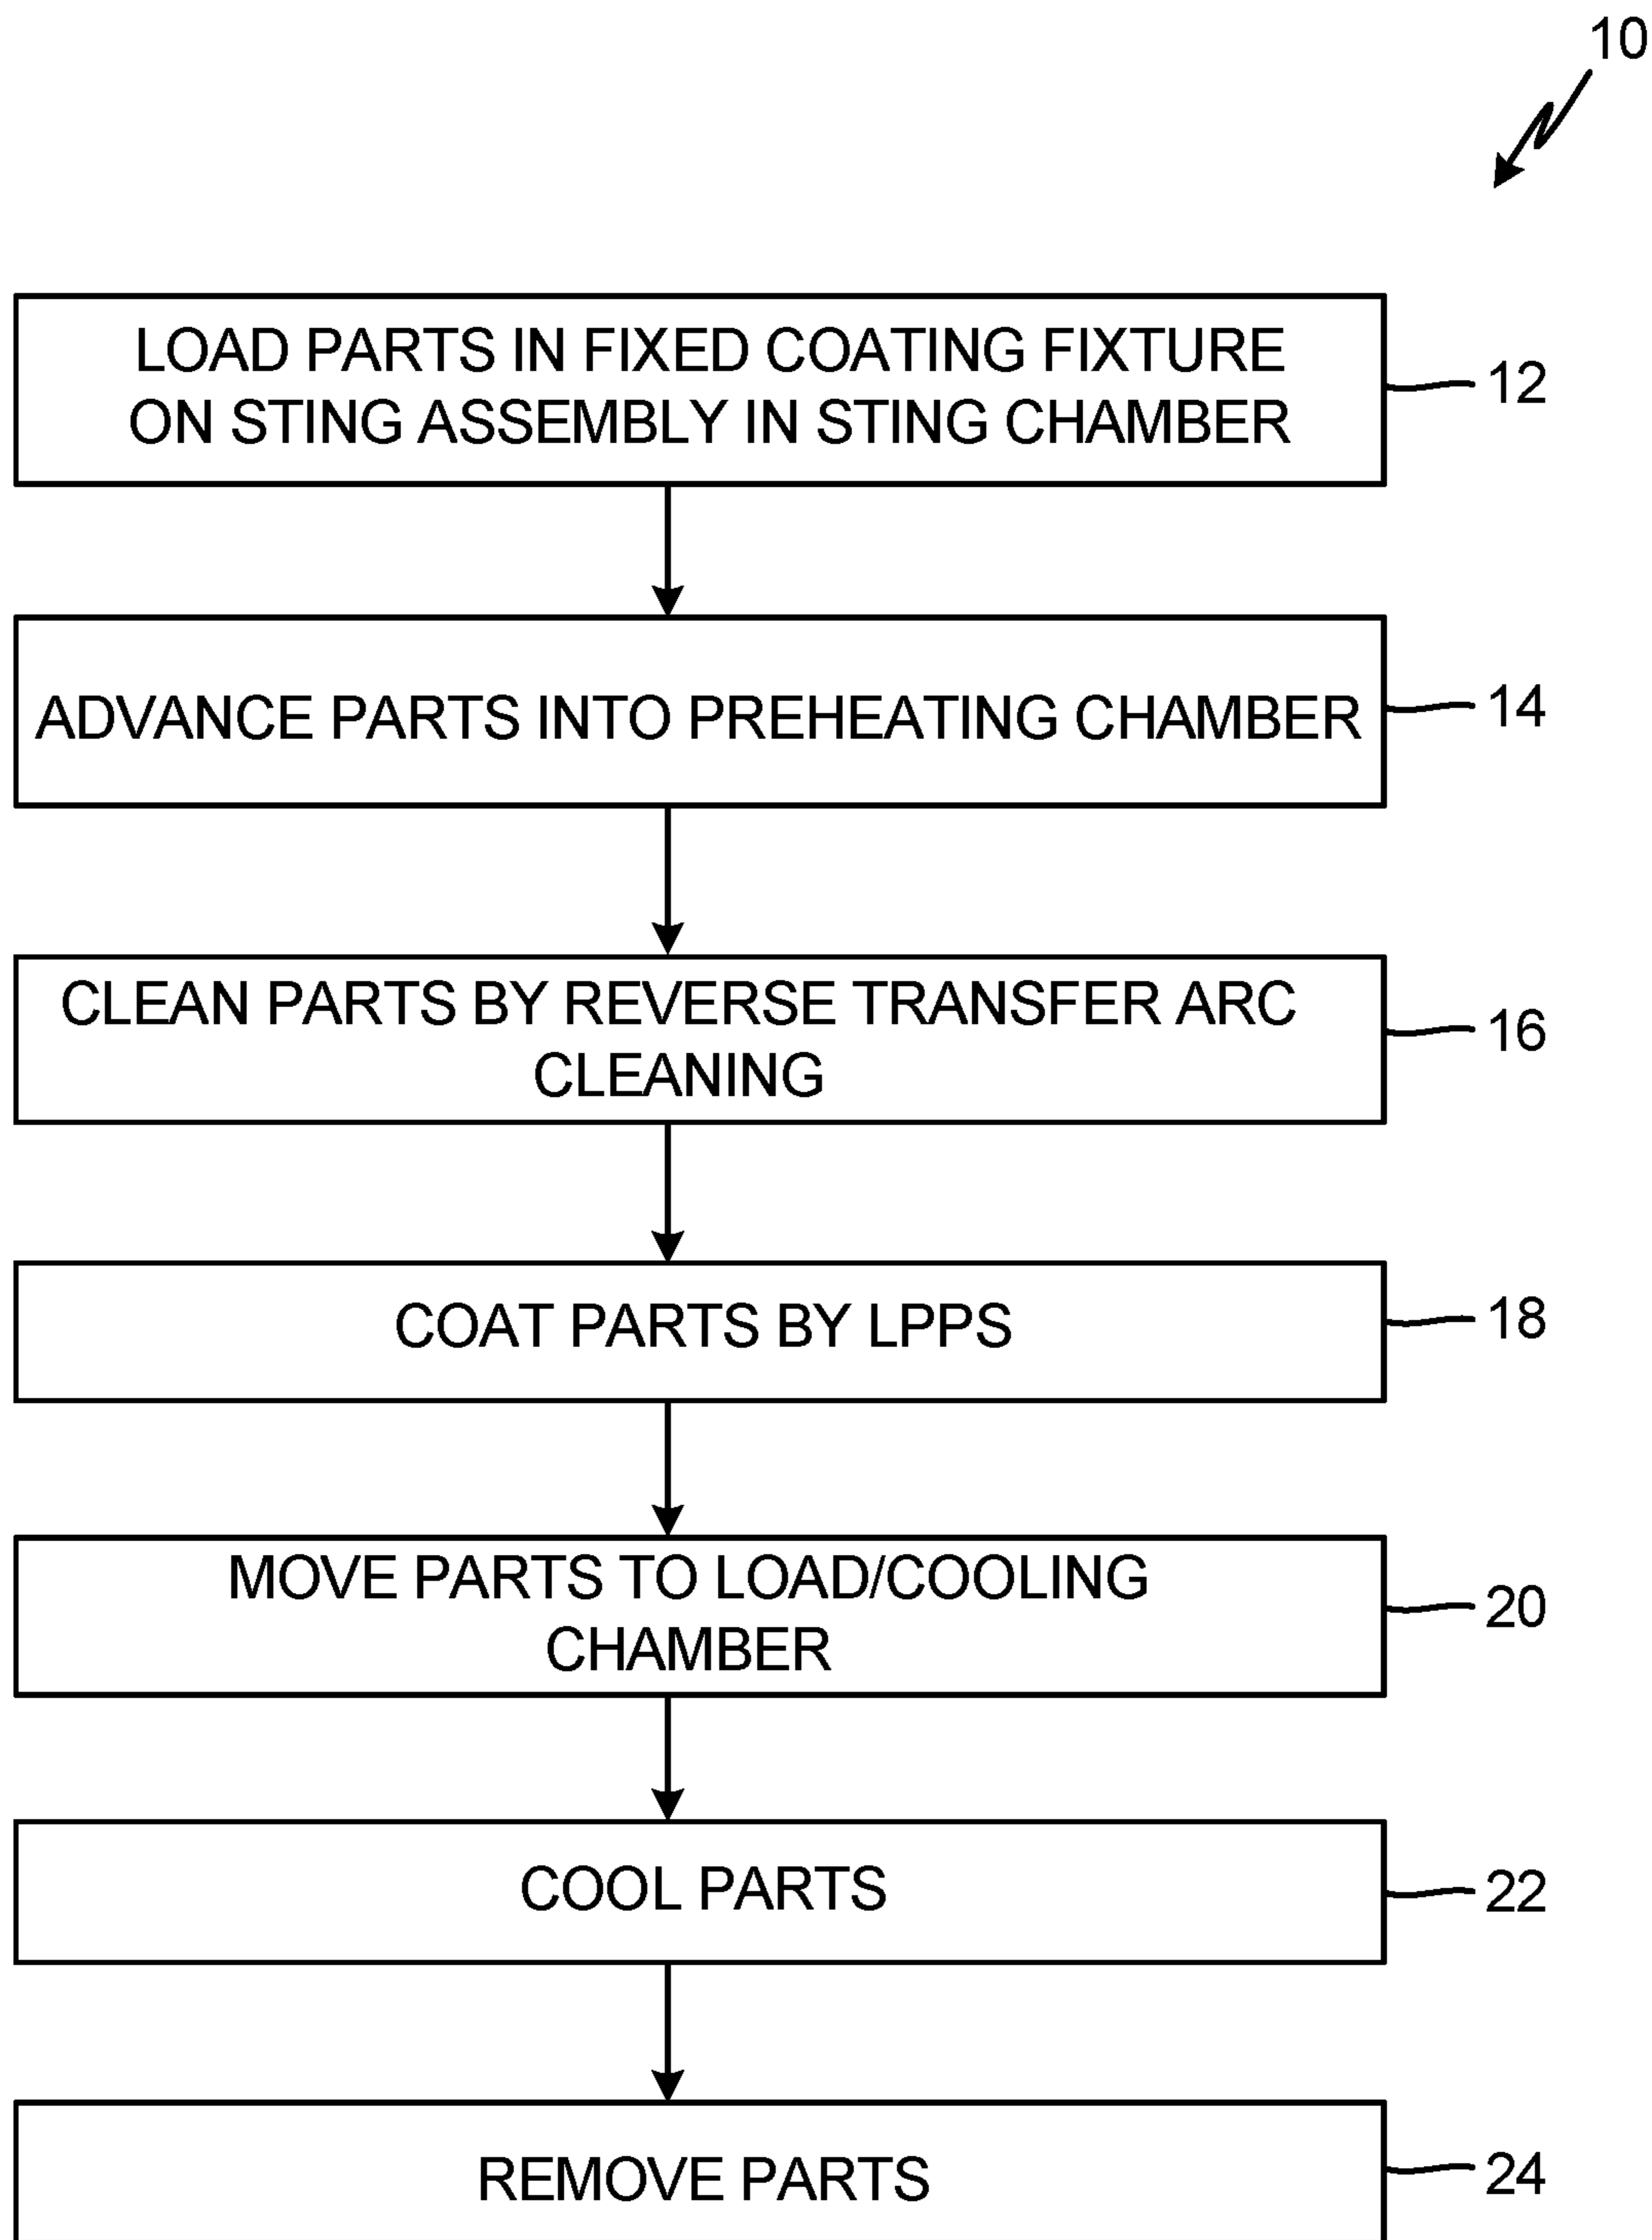 10
LOAD PARTS IN FIXED COATING FIXTURE
ON STING ASSEMBLY IN STING CHAMBER
12
ADVANCE PARTS INTO PREHEATING CHAMBER
14
CLEAN PARTS BY REVERSE TRANSFER ARC
CLEANING
16
COAT PARTS BY LPPS
18
MOVE PARTS TO LOAD/COOLING
CHAMBER
20
COOL PARTS
22
REMOVE PARTS
24